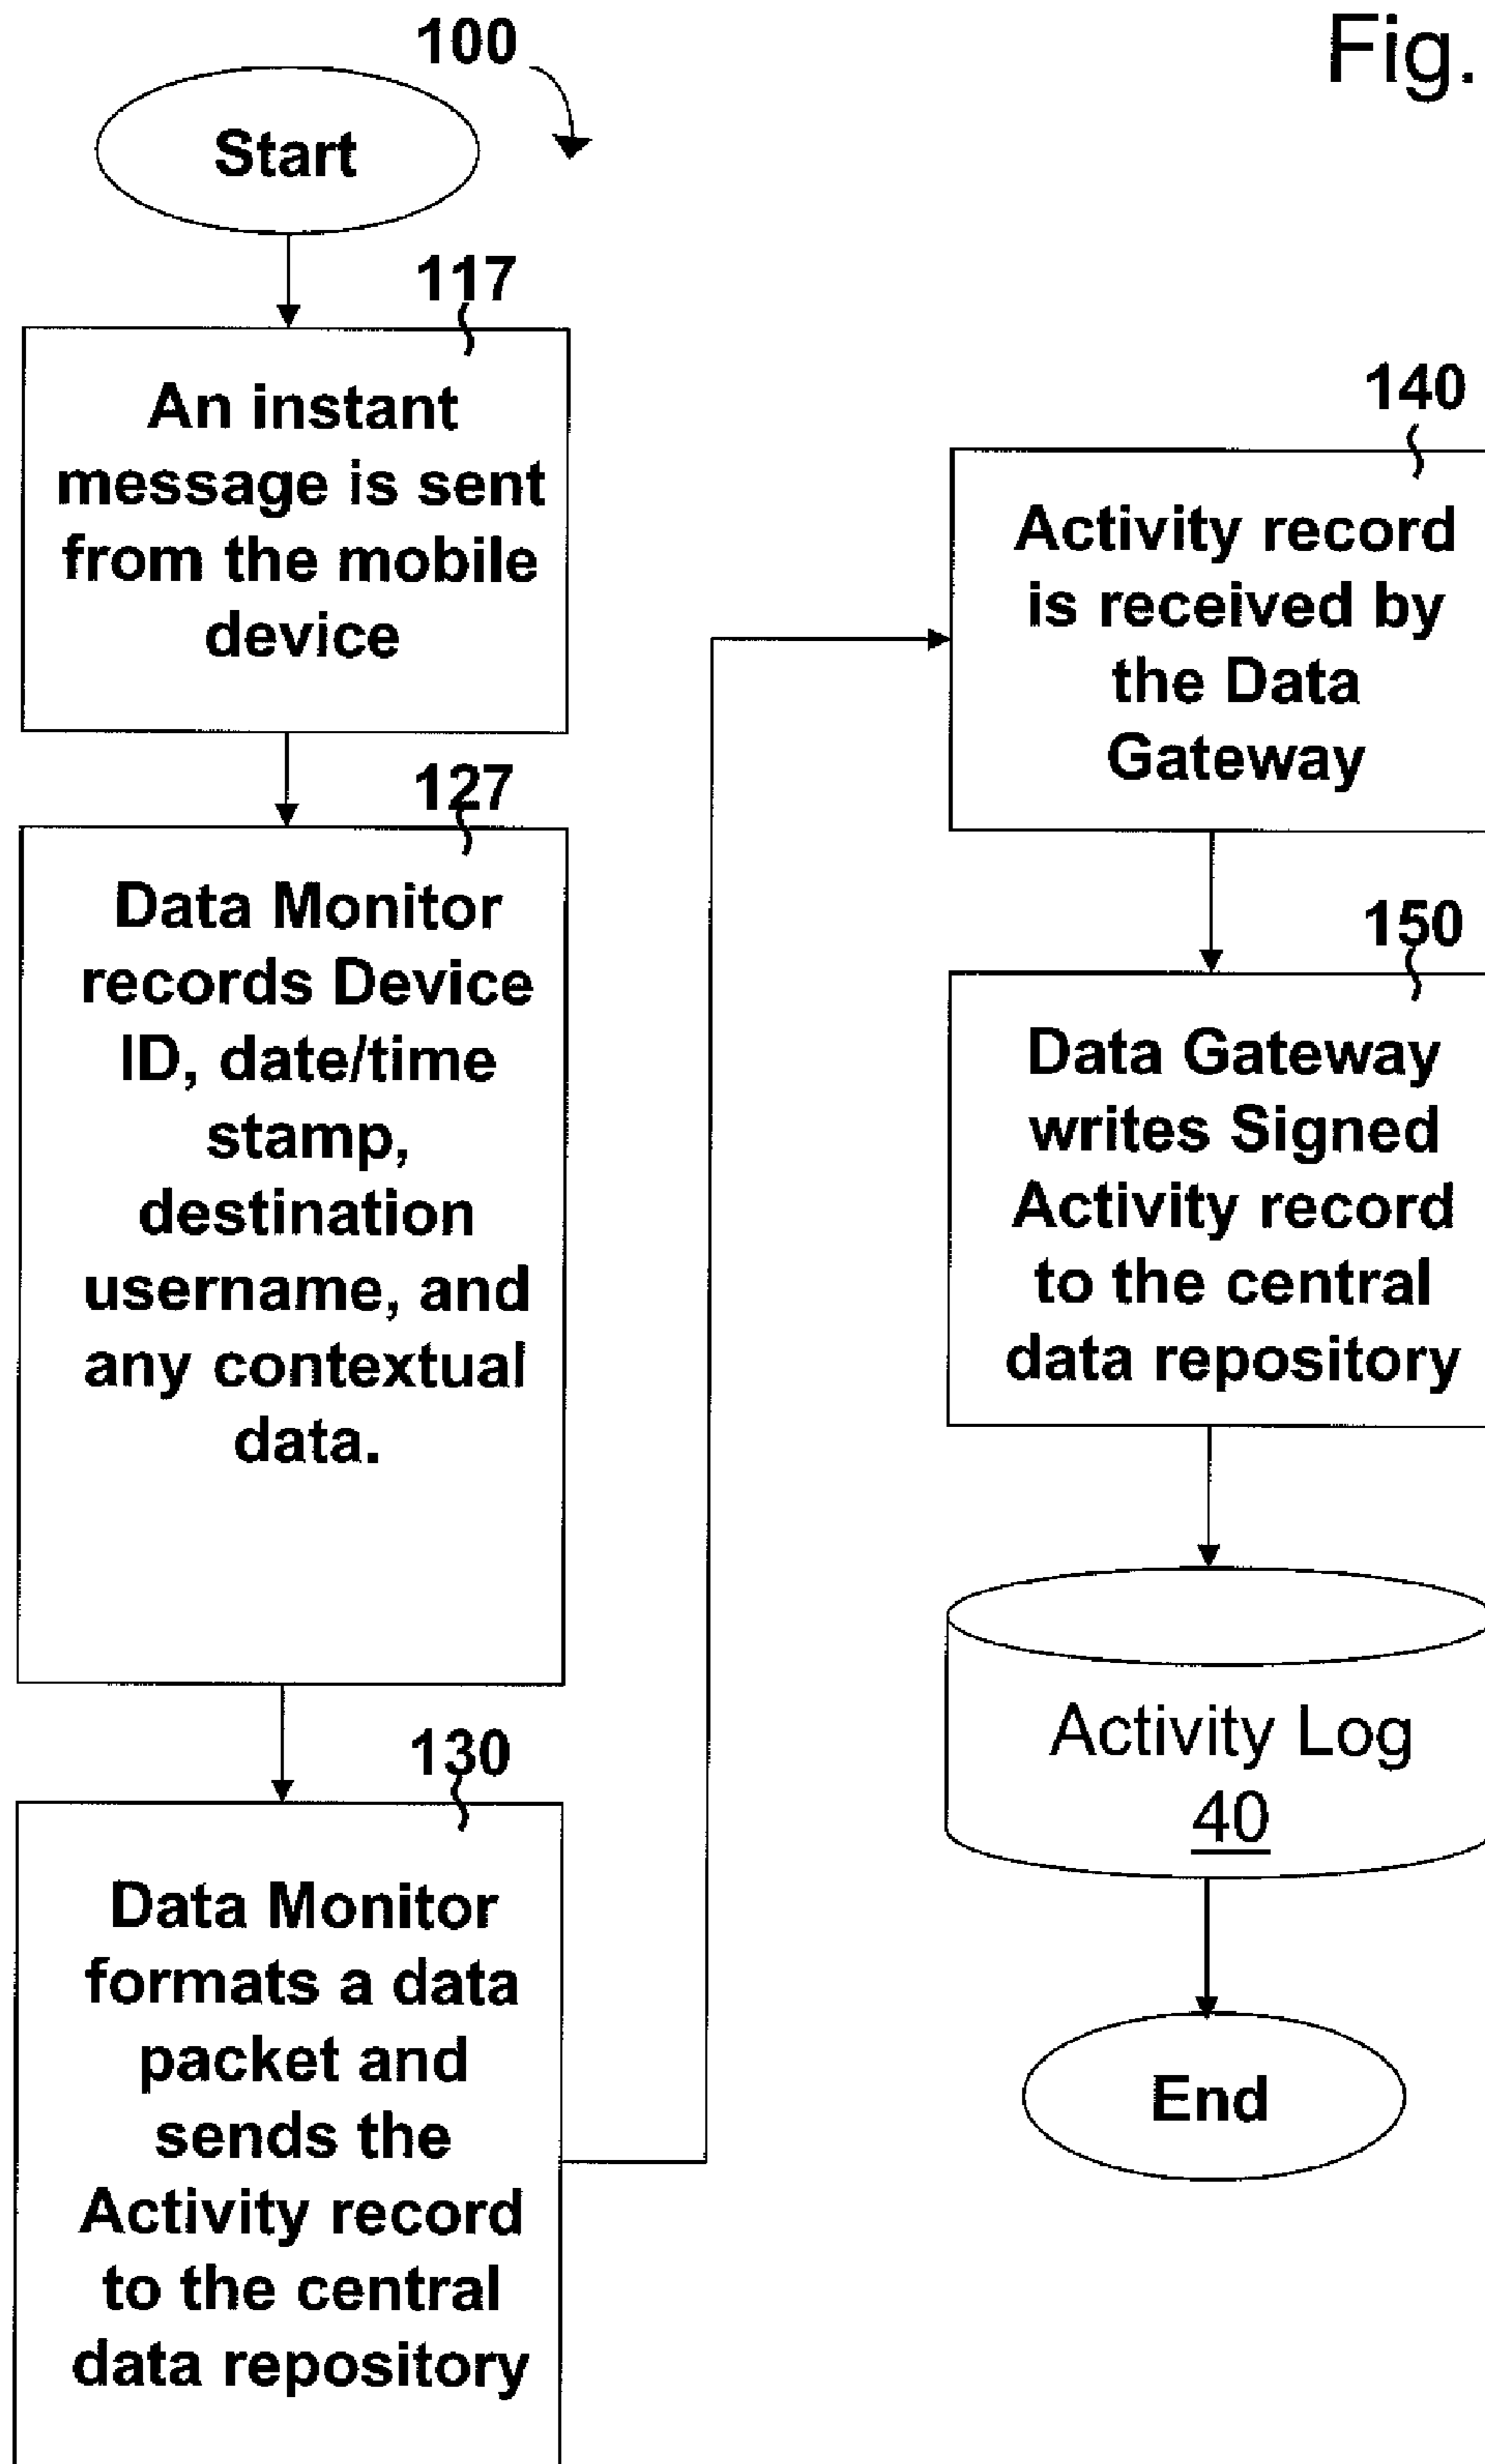 100
Fig.
Start
117
An instant
message is sent
from the mobile
device
127
Data Monitor
records Device
ID, date/time
stamp,
destination
username, and
any contextual
data.
130
Data Monitor
formats a data
packet and
sends the
Activity record
to the central
data repository
140
Activity record
is received by
the Data
Gateway
150
Data Gateway
writes Signed
Activity record
to the central
data repository
Activity Log
40
End